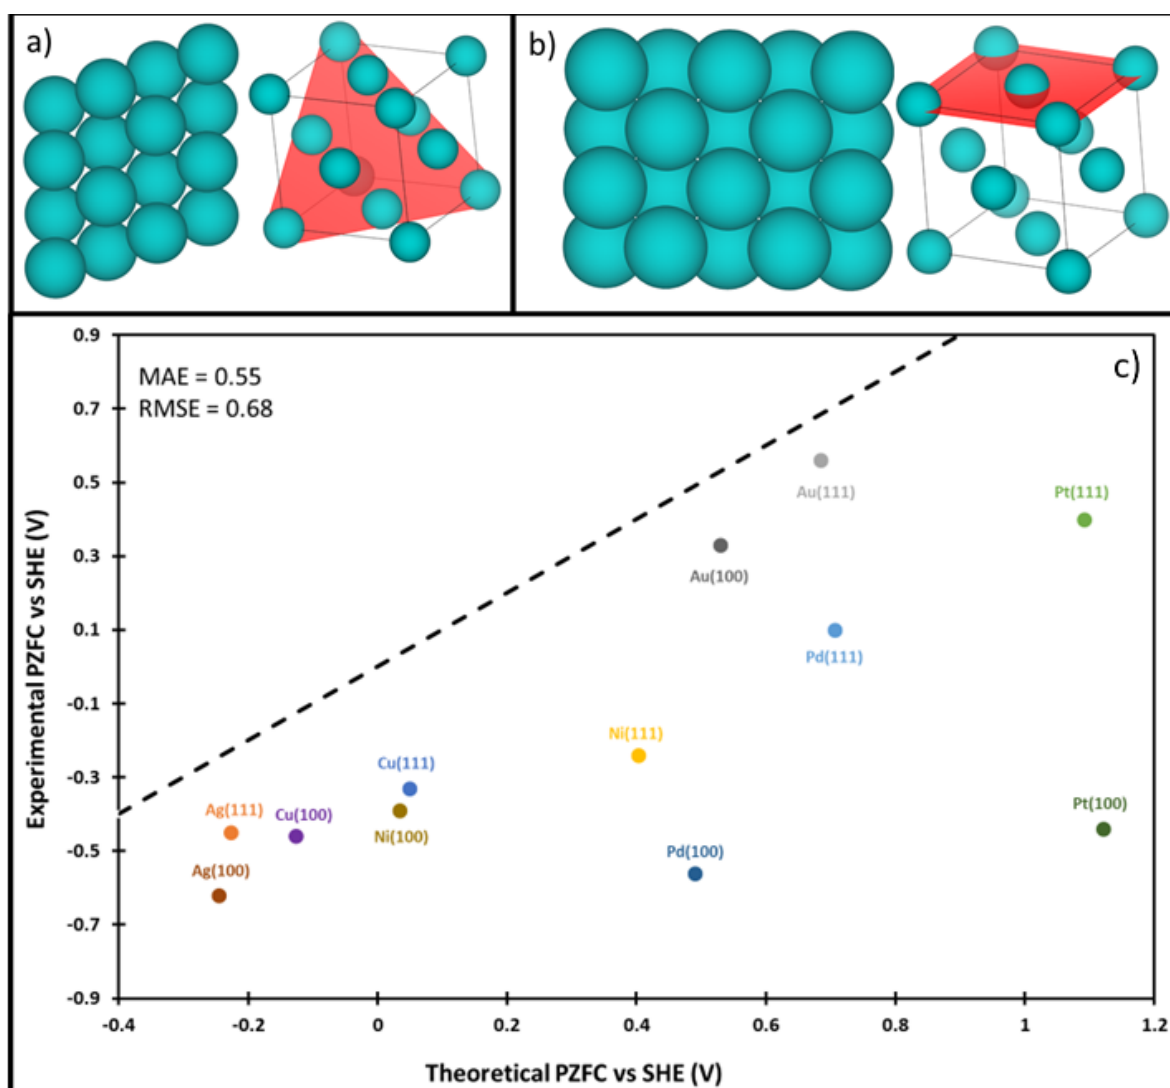 a)
b)
c)
MAE = 0.55
RMSE = 0.68
Experimental PZFC vs SHE (V)
0.9
0.7
0.5
0.3
0.1
-0.1
-0.3
-0.5
-0.7
-0.9
Au(111)
Pt(111)
Au(100)
Pd(111)
Ni(111)
Cu(111)
Ag(111)
Cu(100)
Ni(100)
Pt(100)
Pd(100)
Ag(100)
-0.4
-0.2
0
0.2
0.4
0.6
0.8
1
1.2
Theoretical PZFC vs SHE (V)